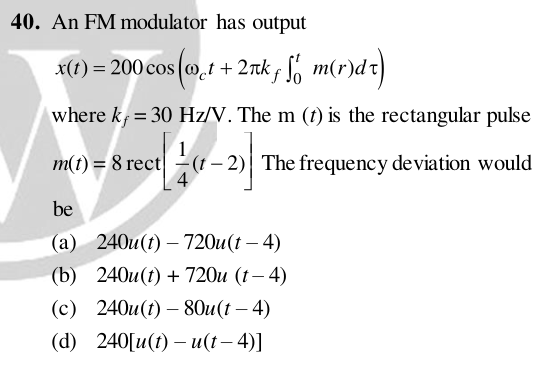 40. An FM modulator has output
x(t) = 200 cos (ω_c t + 2πk_f ∫_0^t m(r)dτ)
where k_f = 30 Hz/V. The m (t) is the rectangular pulse
m(t) = 8 rect[1/4 (t – 2)] The frequency deviation would
be
(a) 240u(t) – 720u(t – 4)
(b) 240u(t) + 720u (t – 4)
(c) 240u(t) – 80u(t – 4)
(d) 240[u(t) – u(t – 4)]